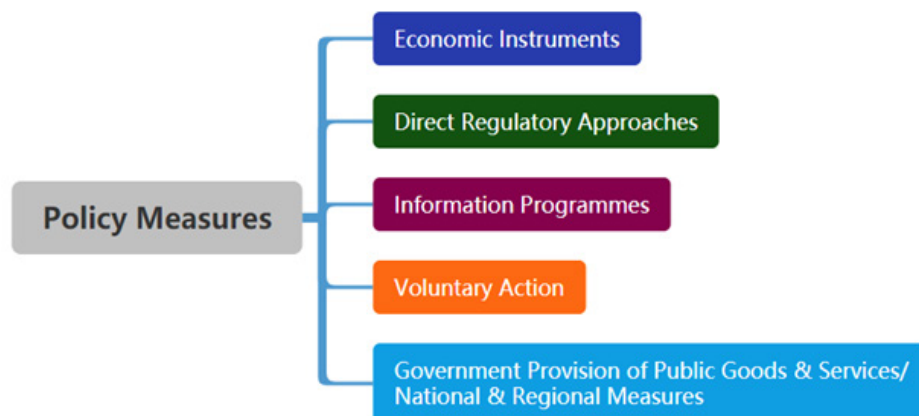 Economic Instruments
Direct Regulatory Approaches
Information Programmes
Policy Measures
Voluntary Action
Government Provision of Public Goods & Services/
National & Regional Measures